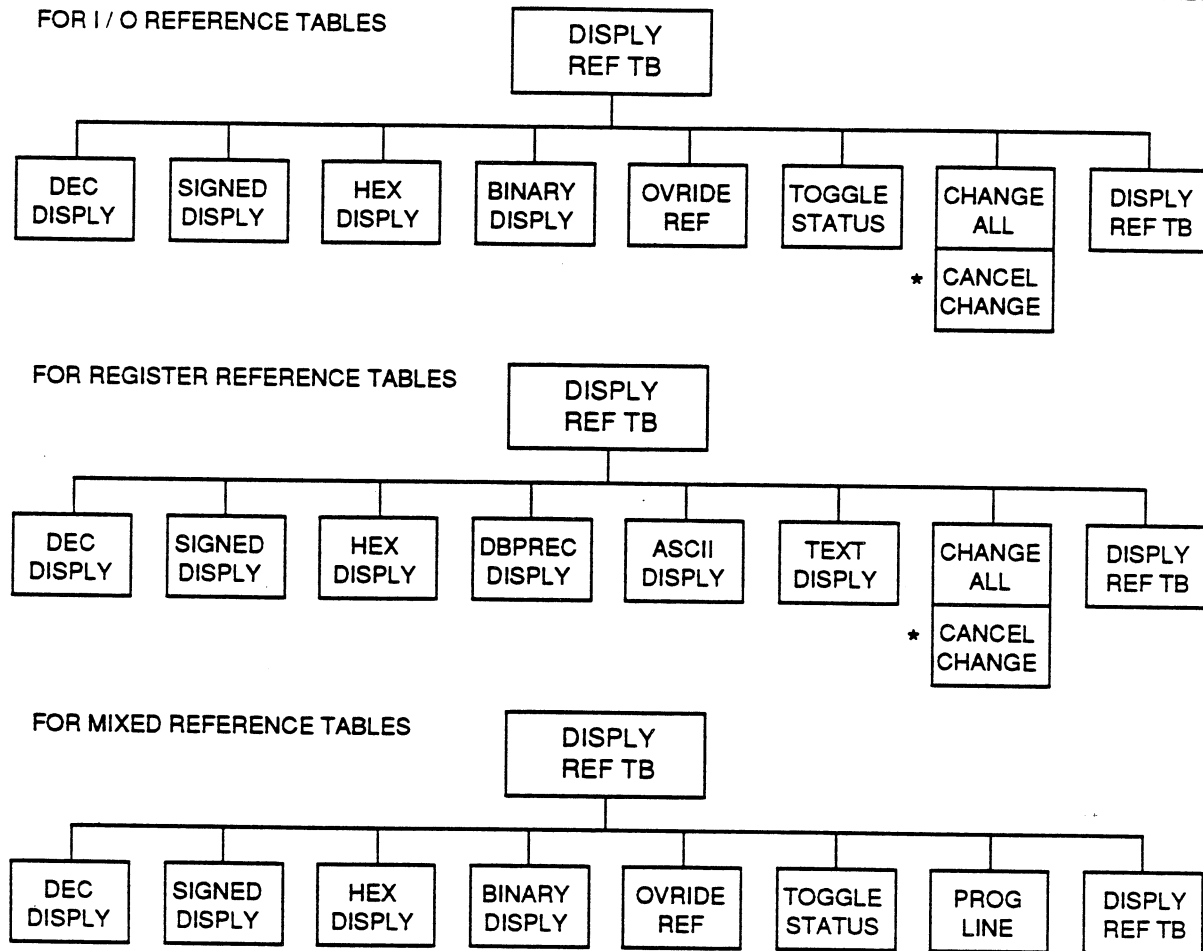 FOR I / O REFERENCE TABLES
DISPLY
REF TB
DEC
DISPLY
SIGNED
DISPLY
HEX
DISPLY
BINARY
DISPLY
OVRIDE
REF
TOGGLE
STATUS
CHANGE
ALL
* CANCEL
CHANGE
DISPLY
REF TB
FOR REGISTER REFERENCE TABLES
DISPLY
REF TB
DEC
DISPLY
SIGNED
DISPLY
HEX
DISPLY
DBPREC
DISPLY
ASCII
DISPLY
TEXT
DISPLY
CHANGE
ALL
* CANCEL
CHANGE
DISPLY
REF TB
FOR MIXED REFERENCE TABLES
DISPLY
REF TB
DEC
DISPLY
SIGNED
DISPLY
HEX
DISPLY
BINARY
DISPLY
OVRIDE
REF
TOGGLE
STATUS
PROG
LINE
DISPLY
REF TB